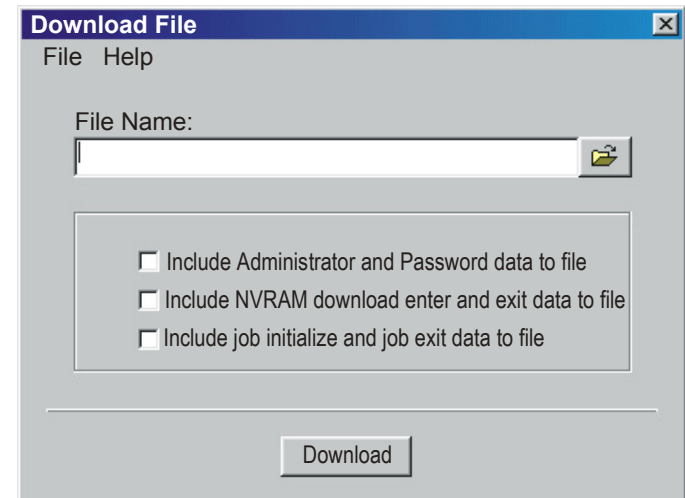 Download File
File Help
File Name:
Include Administrator and Password data to file
Include NVRAM download enter and exit data to file
Include job initialize and job exit data to file
Download